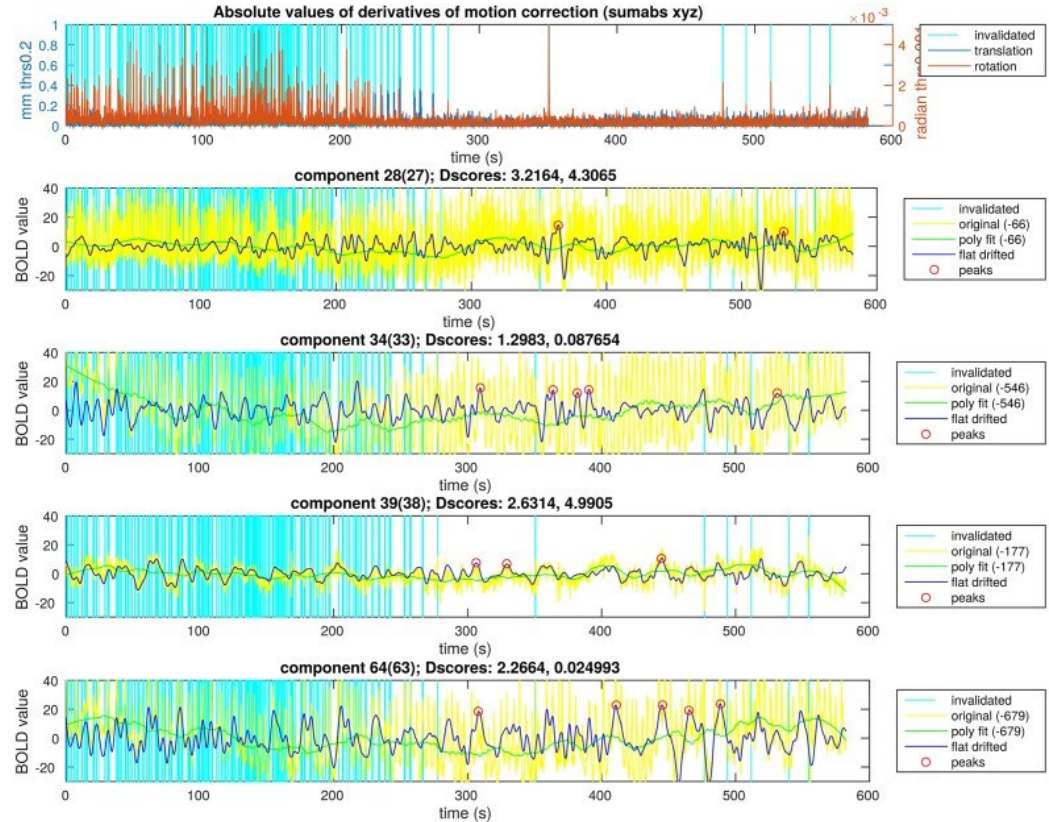 Absolute values of derivatives of motion correction (sumabs xyz)
×10⁻³
1
0.8
0.6
0.4
0.2
0
mm thrs0.2
4
2
0
0 100 200 300 400 500 600
time (s)
invalidated
translation
rotation
component 28(27); Dscores: 3.2164, 4.3065
40
20
0
-20
BOLD value
0 100 200 300 400 500 600
time (s)
invalidated
original (-66)
poly fit (-66)
flat drifted
peaks
component 34(33); Dscores: 1.2983, 0.087654
40
20
0
-20
BOLD value
0 100 200 300 400 500 600
time (s)
invalidated
original (-546)
poly fit (-546)
flat drifted
peaks
component 39(38); Dscores: 2.6314, 4.9905
40
20
0
-20
BOLD value
0 100 200 300 400 500 600
time (s)
invalidated
original (-177)
poly fit (-177)
flat drifted
peaks
component 64(63); Dscores: 2.2664, 0.024993
40
20
0
-20
BOLD value
0 100 200 300 400 500 600
time (s)
invalidated
original (-679)
poly fit (-679)
flat drifted
peaks